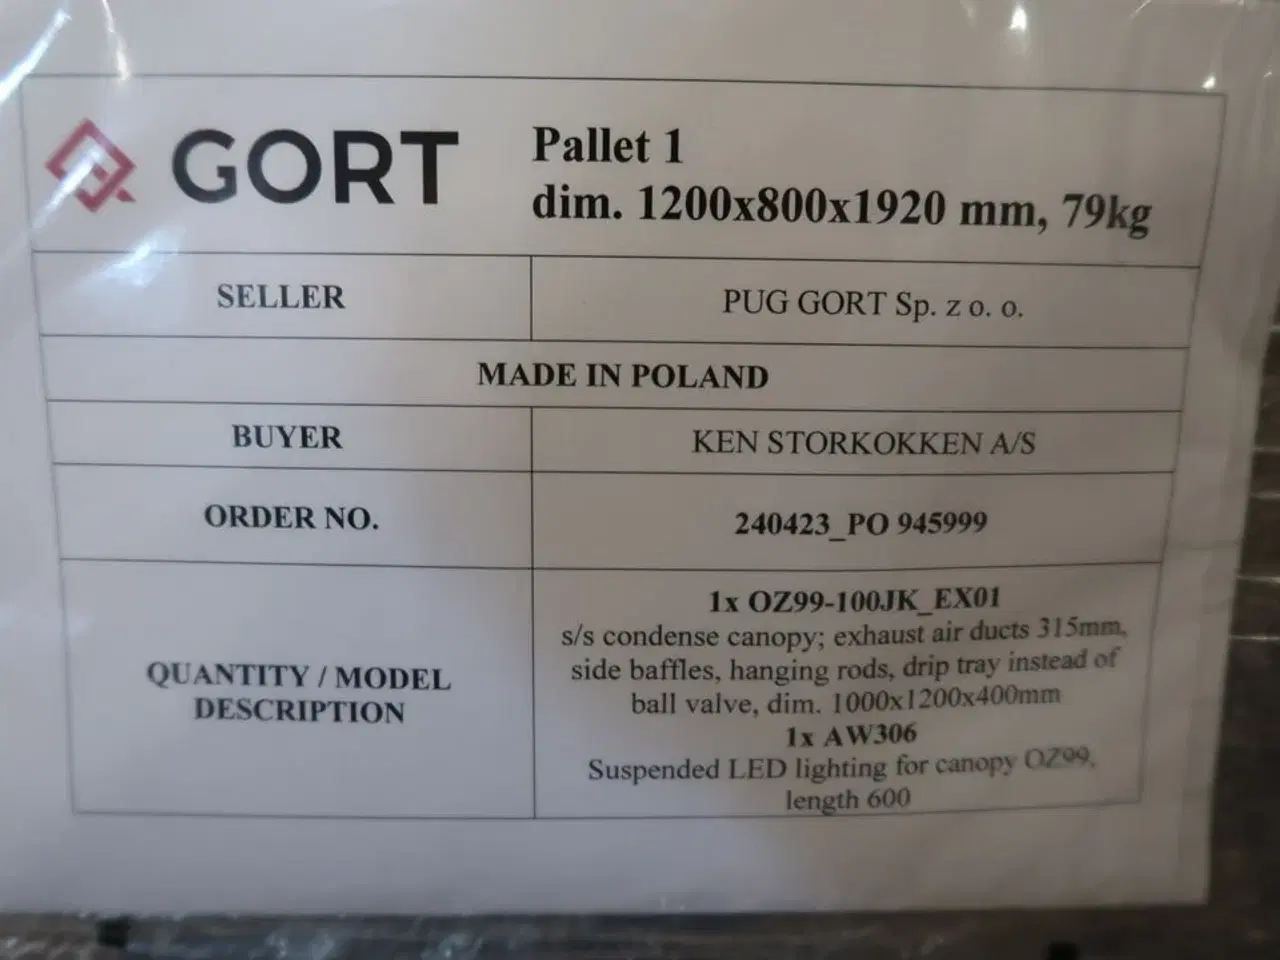 GORT
Pallet 1
dim. 1200x800x1920 mm, 79kg
SELLER
PUG GORT Sp. z o. o.
MADE IN POLAND
BUYER
KEN STORKOKKEN A/S
ORDER NO.
240423_PO 945999
QUANTITY / MODEL
DESCRIPTION
1x OZ99-100JK_EX01
s/s condense canopy; exhaust air ducts 315mm,
side baffles, hanging rods, drip tray instead of
ball valve, dim. 1000x1200x400mm
1x AW306
Suspended LED lighting for canopy OZ99,
length 600